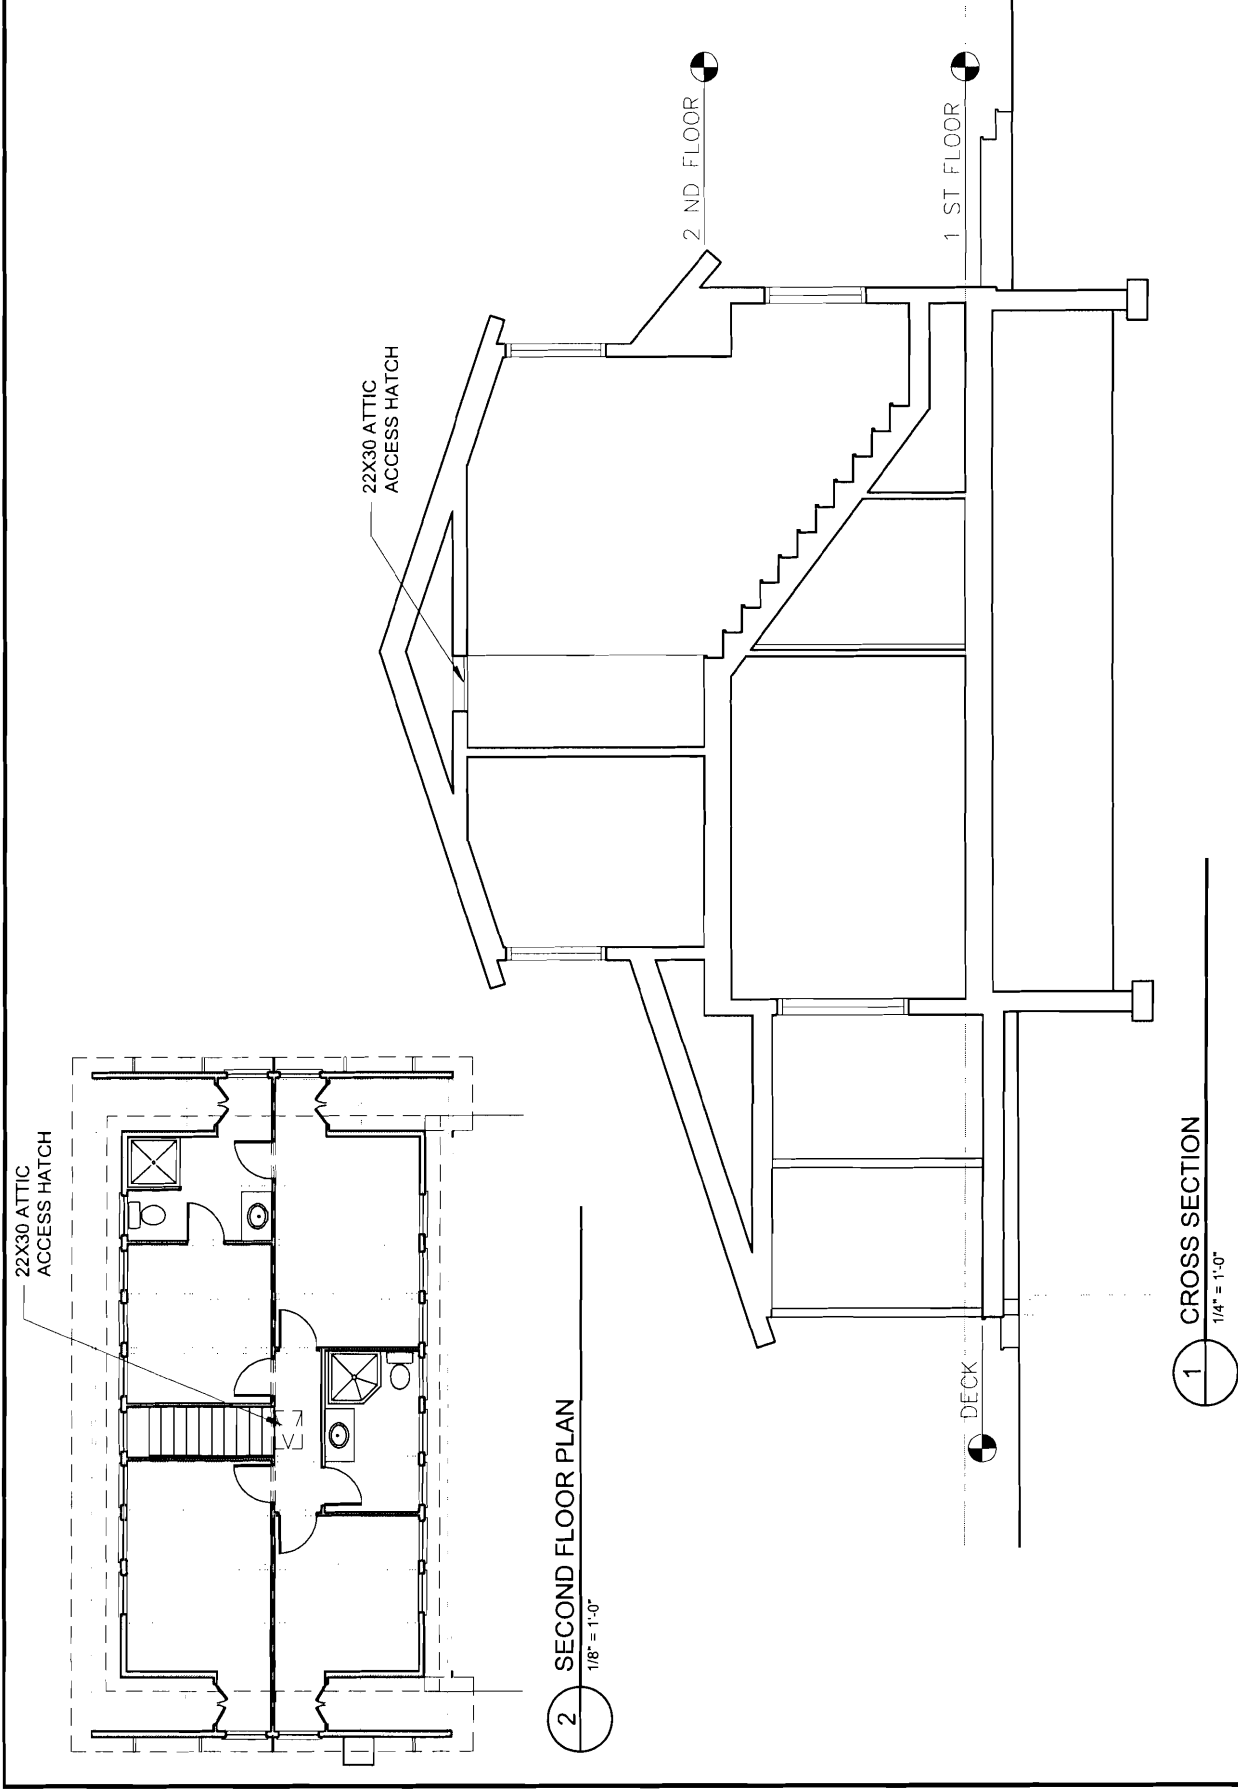 22X30 ATTIC
ACCESS HATCH
2
SECOND FLOOR PLAN
1/8" = 1'-0"
22X30 ATTIC
ACCESS HATCH
2 ND FLOOR
1 ST FLOOR
DECK
1
CROSS SECTION
1/4" = 1'-0"